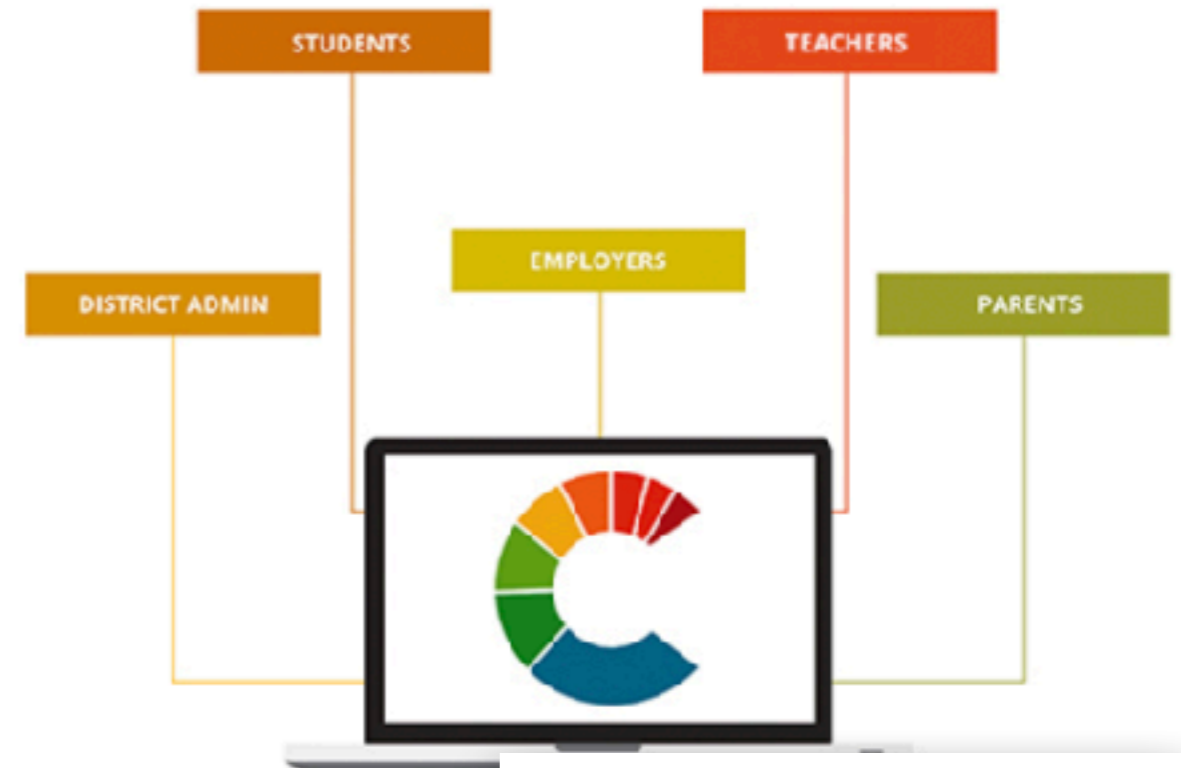 STUDENTS
TEACHERS
EMPLOYERS
DISTRICT ADMIN
PARENTS